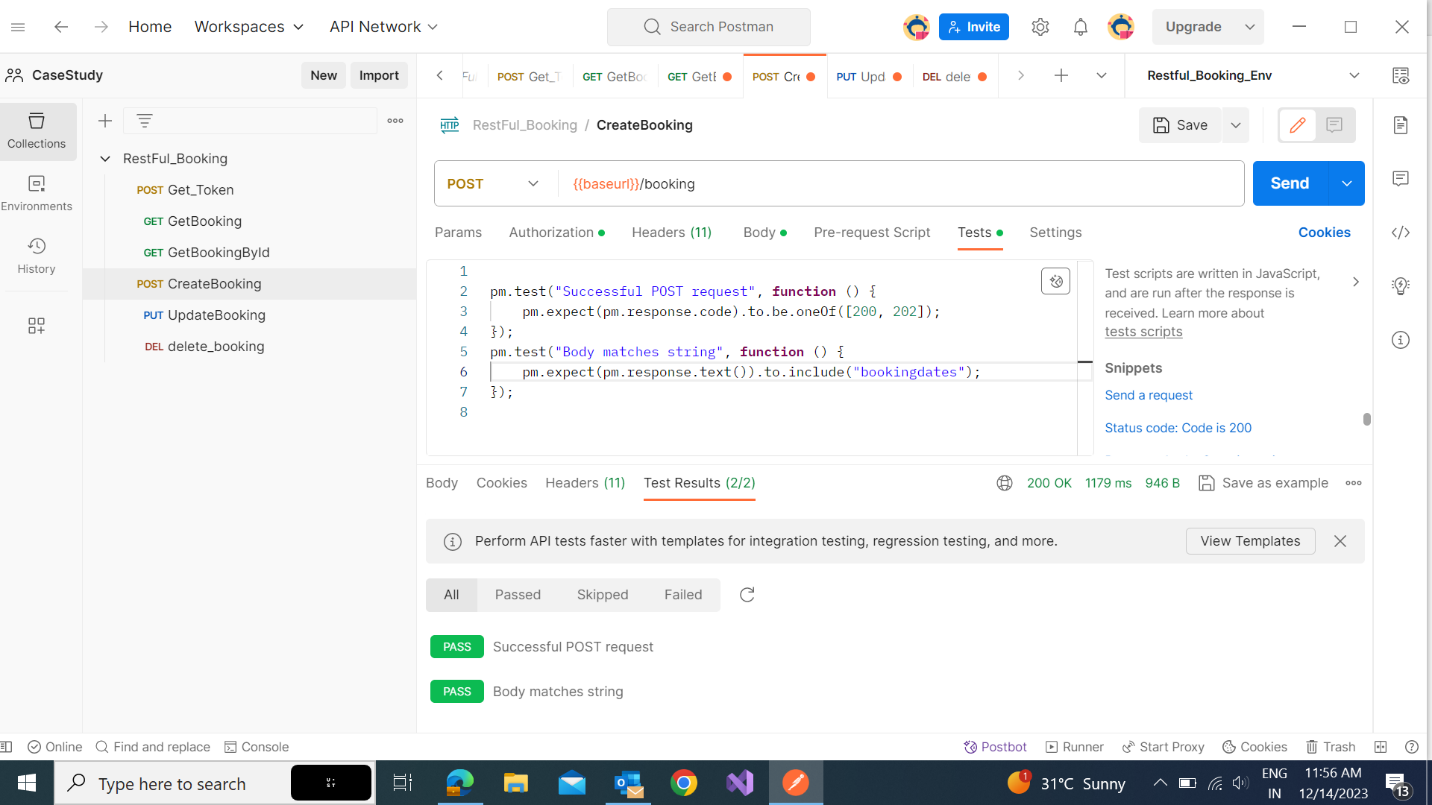 Home
Workspaces
API Network
Search Postman
Invite
Upgrade
CaseStudy
New
Import
POST Get_T
GET GetBoo
GET GetB
POST Cre
PUT Upd
DEL dele
Restful_Booking_Env
Collections
Environments
History
RestFul_Booking
POST Get_Token
GET GetBooking
GET GetBookingById
POST CreateBooking
PUT UpdateBooking
DEL delete_booking
HTTP RestFul_Booking / CreateBooking
Save
POST
{{baseurl}}/booking
Send
Params
Authorization
Headers (11)
Body
Pre-request Script
Tests
Settings
Cookies
1
2 pm.test("Successful POST request", function () {
3 pm.expect(pm.response.code).to.be.oneOf([200, 202]);
4 });
5 pm.test("Body matches string", function () {
6 pm.expect(pm.response.text()).to.include("bookingdates");
7 });
8
Test scripts are written in JavaScript,
and are run after the response is
received. Learn more about
tests scripts
Snippets
Send a request
Status code: Code is 200
Body
Cookies
Headers (11)
Test Results (2/2)
200 OK
1179 ms
946 B
Save as example
Perform API tests faster with templates for integration testing, regression testing, and more.
View Templates
All
Passed
Skipped
Failed
PASS Successful POST request
PASS Body matches string
Online
Find and replace
Console
Postbot
Runner
Start Proxy
Cookies
Trash
Type here to search
1
31°C Sunny
ENG
IN
11:56 AM
12/14/2023
13